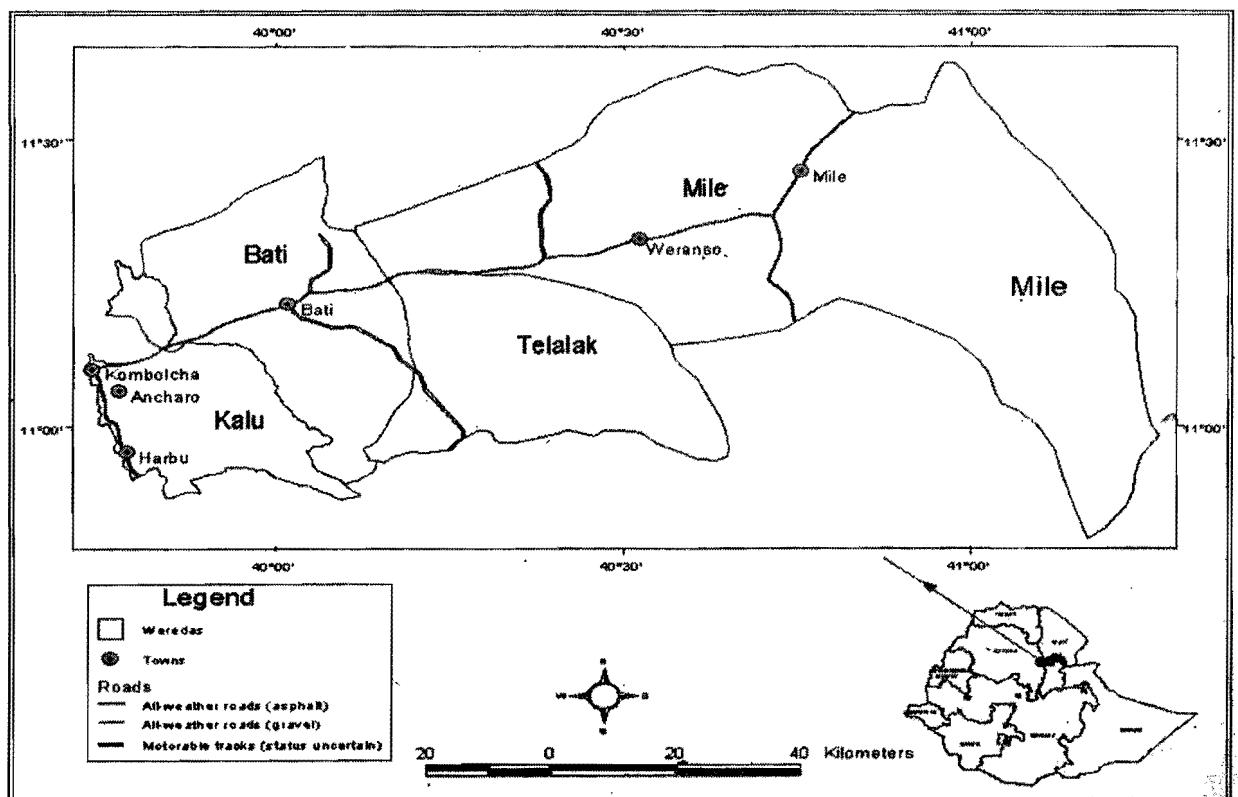 40°00'
40°30'
41°00'
11°30'
11°30'
Mile
Mile
Bati
Weranso
Mile
Bati
Telalak
Kombolcha
Ancharo
Kalu
11°00'
11°00'
Harbu
40°00'
40°30'
41°00'
Legend
Weredas
Towns
Roads
All-weather roads (asphalt)
All-weather roads (gravel)
Motorable tracks (status uncertain)
20 0 20 40 Kilometers